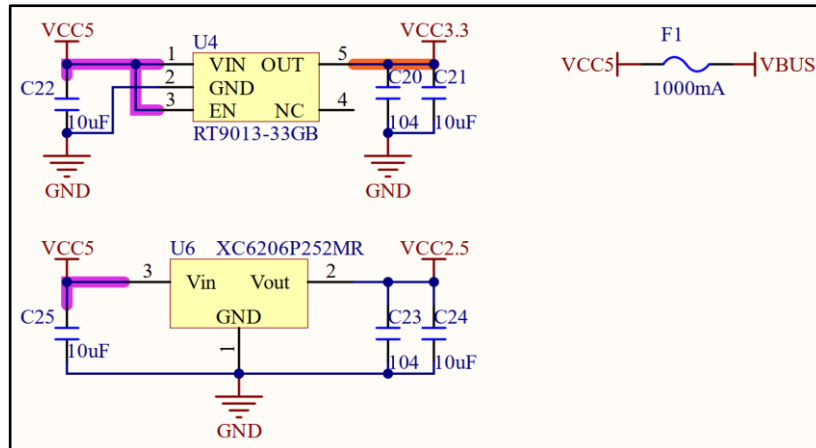 VCC5
U4
VCC3.3
F1
1 VIN OUT 5
VCC5 VBUS
2 GND
C22 C20 C21
1000mA
3 EN NC 4
10uF 104 10uF
RT9013-33GB
GND GND
VCC5 U6 XC6206P252MR VCC2.5
3 Vin Vout 2
C25 GND C23 C24
1
10uF 104 10uF
GND